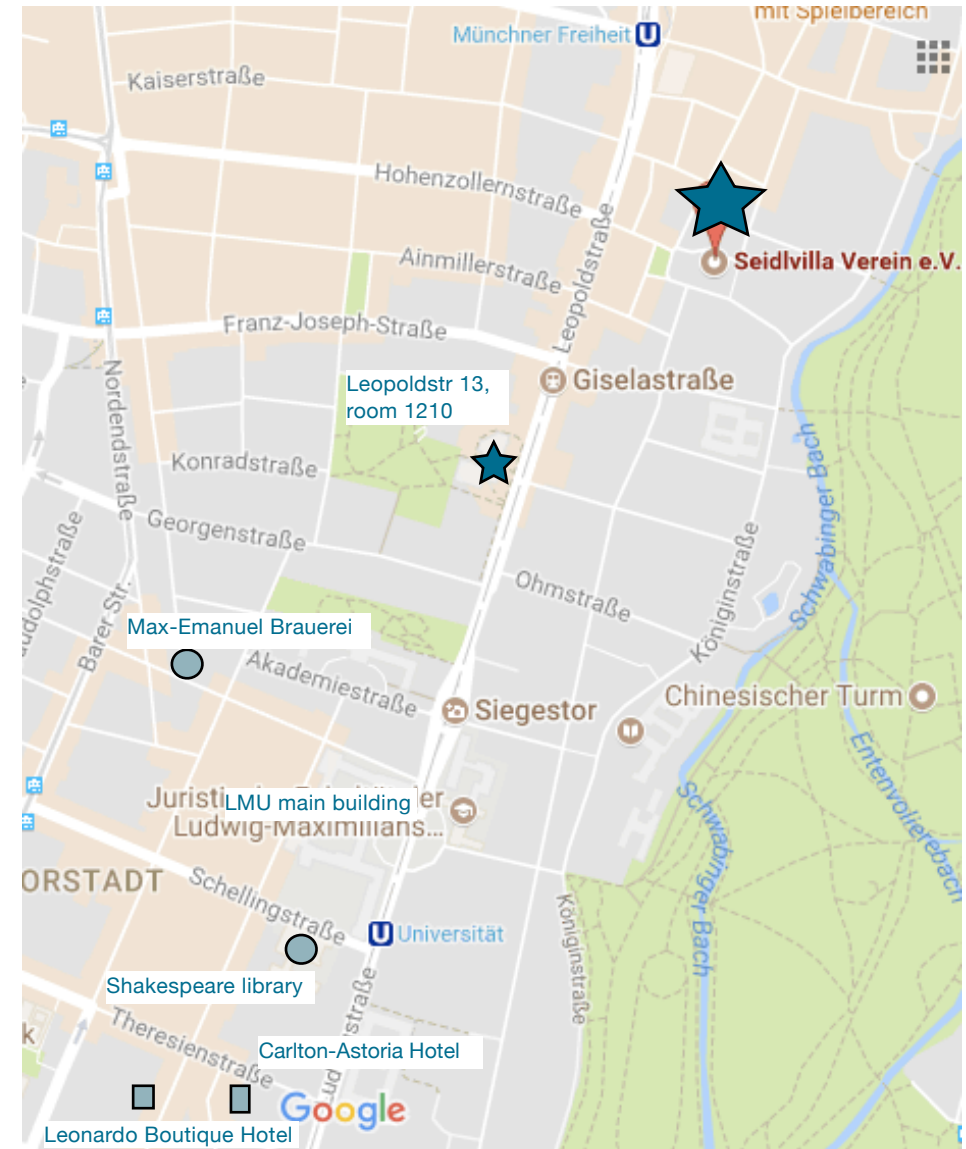 mit Spielbereich
Münchner Freiheit U
Kaiserstraße
Hohenzollernstraße
Leopoldstraße
Ainmillerstraße
Seidlvilla Verein e.V.
Franz-Joseph-Straße
Giselastraße
Leopoldstr 13,
room 1210
Nordendstraße
Konradstraße
Georgenstraße
Schwabinger Bach
Königinstraße
Ohmstraße
Barer Str.
Max-Emanuel Brauerei
Akademiestraße
Siegestor
Chinesischer Turm
Entenvolierebach
LMU main building
Ludwig-Maximilians...
Schwabinger Bach
ORSTADT
Schellingstraße
U Universität
Königinstraße
Shakespeare library
Theresienstraße
Carlton-Astoria Hotel
Google
Leonardo Boutique Hotel